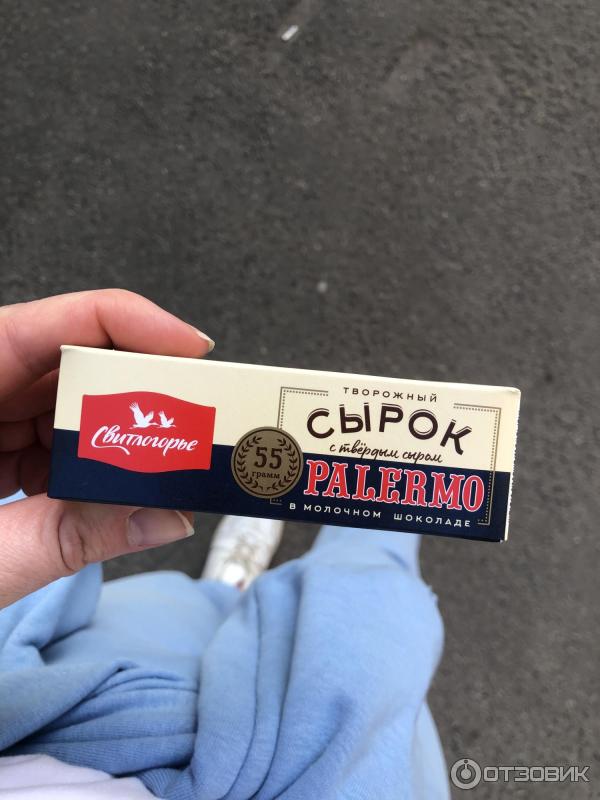 Свитлогорье
55
грамм
ТВОРОЖНЫЙ
СЫРОК
с твёрдым сыром
PALERMO
В МОЛОЧНОМ ШОКОЛАДЕ
ОТЗОВИК